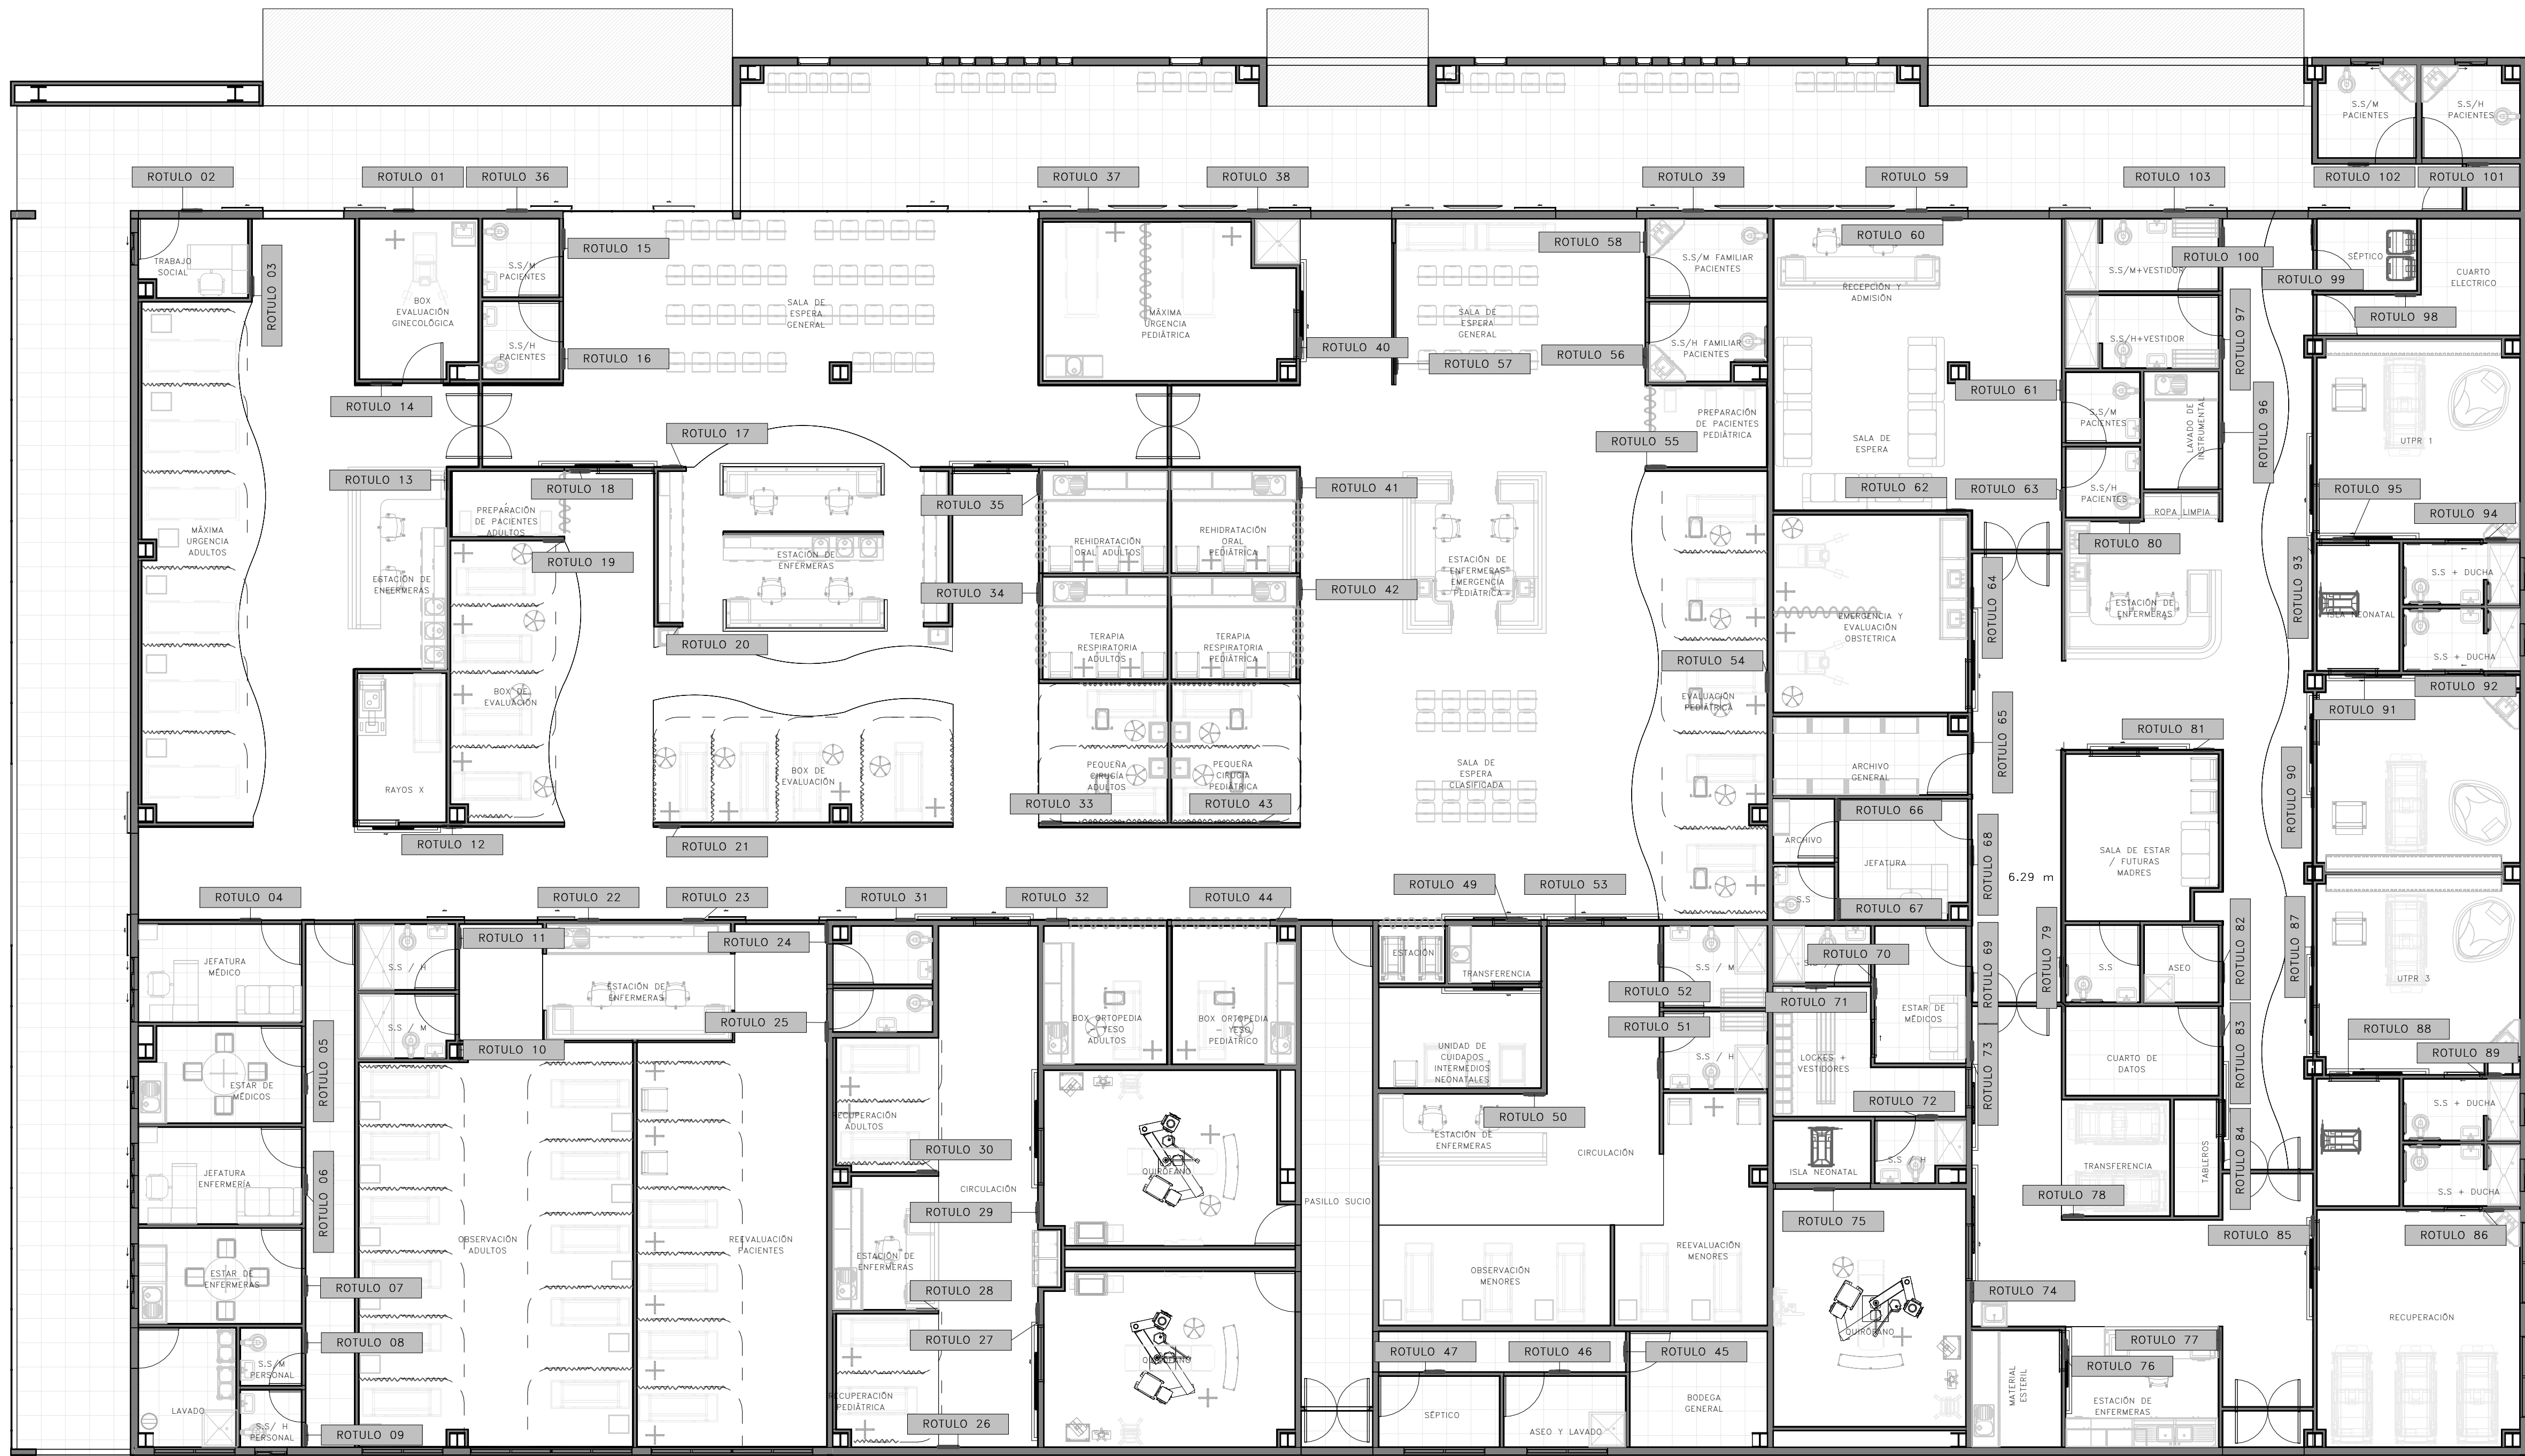 S.S/M
PACIENTES
S.S/H
PACIENTES
ROTULO 02
ROTULO 01
ROTULO 36
ROTULO 37
ROTULO 38
ROTULO 39
ROTULO 59
ROTULO 103
ROTULO 102
ROTULO 101
TRABAJO
SOCIAL
ROTULO 03
BOX
EVALUACIÓN
GINECOLÓGICA
S.S/M
PACIENTES
ROTULO 15
S.S/H
PACIENTES
ROTULO 16
SALA DE
ESPERA
GENERAL
MÁXIMA
URGENCIA
PEDIÁTRICA
ROTULO 40
SALA DE
ESPERA
GENERAL
ROTULO 57
ROTULO 58
S.S/M FAMILIAR
PACIENTES
ROTULO 56
S.S/H FAMILIAR
PACIENTES
ROTULO 60
RECEPCIÓN Y
ADMISIÓN
S.S/M+VESTIDOR
ROTULO 100
ROTULO 99
SÉPTICO
CUARTO
ELECTRICO
ROTULO 98
S.S/H+VESTIDOR
ROTULO 97
ROTULO 14
ROTULO 17
ROTULO 55
PREPARACIÓN
DE PACIENTES
PEDIÁTRICA
SALA DE
ESPERA
ROTULO 61
S.S/M
PACIENTES
LAVADO DE
INSTRUMENTAL
ROTULO 96
UTPR 1
ROTULO 13
ROTULO 18
ROTULO 35
ROTULO 41
ROTULO 62
ROTULO 63
S.S/H
PACIENTES
ROPA LIMPIA
ROTULO 95
ROTULO 94
MÁXIMA
URGENCIA
ADULTOS
PREPARACIÓN
DE PACIENTES
ADULTOS
ROTULO 19
ESTACIÓN DE
ENFERMERAS
ESTACIÓN DE
ENFERMERAS
REHIDRATACIÓN
ORAL ADULTOS
REHIDRATACIÓN
ORAL
PEDIÁTRICA
ESTACIÓN DE
ENFERMERAS
EMERGENCIA
PEDIÁTRICA
ROTULO 34
ROTULO 42
ROTULO 80
ROTULO 64
ROTULO 93
S.S + DUCHA
ISLA NEONATAL
S.S + DUCHA
ESTACIÓN DE
ENFERMERAS
EMERGENCIA Y
EVALUACIÓN
OBSTETRICA
ROTULO 20
TERAPIA
RESPIRATORIA
ADULTOS
TERAPIA
RESPIRATORIA
PEDIÁTRICA
ROTULO 54
EVALUACIÓN
PEDIÁTRICA
ROTULO 92
ROTULO 91
BOX DE
EVALUACIÓN
ROTULO 65
ROTULO 81
RAYOS X
BOX DE
EVALUACIÓN
PEQUEÑA
CIRUGÍA
ADULTOS
PEQUEÑA
CIRUGIA
PEDIÁTRICA
SALA DE
ESPERA
CLASIFICADA
ARCHIVO
GENERAL
ROTULO 90
ROTULO 33
ROTULO 43
ROTULO 66
ROTULO 12
ROTULO 21
ARCHIVO
JEFATURA
ROTULO 68
6.29 m
SALA DE ESTAR
/ FUTURAS
MADRES
ROTULO 04
ROTULO 22
ROTULO 23
ROTULO 31
ROTULO 32
ROTULO 44
ROTULO 49
ROTULO 53
S.S
ROTULO 67
ROTULO 11
ROTULO 24
JEFATURA
MÉDICO
S.S / H
ESTACIÓN
TRANSFERENCIA
S.S / M
ROTULO 70
ROTULO 69
ROTULO 79
S.S
ASEO
ROTULO 82
ROTULO 87
UTPR 3
S.S / M
ESTACIÓN DE
ENFERMERAS
ROTULO 25
ROTULO 52
ROTULO 71
ESTAR DE
MÉDICOS
BOX ORTOPEDIA
YESO
ADULTOS
BOX ORTOPEDIA
- YESO
PEDIÁTRICO
ROTULO 51
ROTULO 10
ROTULO 05
UNIDAD DE
CUIDADOS
INTERMEDIOS
NEONATALES
S.S / H
LOCKES +
VESTIDORES
ROTULO 73
CUARTO DE
DATOS
ROTULO 83
ROTULO 88
ROTULO 89
ESTAR DE
MÉDICOS
RECUPERACIÓN
ADULTOS
ROTULO 50
ROTULO 72
S.S + DUCHA
ROTULO 30
ESTACIÓN DE
ENFERMERAS
CIRCULACIÓN
ISLA NEONATAL
S.S / H
TRANSFERENCIA
TABLEROS
ROTULO 84
JEFATURA
ENFERMERÍA
ROTULO 06
CIRCULACIÓN
QUIRÓFANO
PASILLO SUCIO
ROTULO 78
S.S + DUCHA
ROTULO 29
ROTULO 75
ROTULO 85
ROTULO 86
OBSERVACIÓN
ADULTOS
REEVALUACIÓN
PACIENTES
ESTACIÓN DE
ENFERMERAS
OBSERVACIÓN
MENORES
REEVALUACIÓN
MENORES
ESTAR DE
ENFERMERAS
ROTULO 07
ROTULO 28
ROTULO 74
ROTULO 08
ROTULO 27
QUIRÓFANO
QUIRÓFANO
RECUPERACIÓN
ROTULO 47
ROTULO 46
ROTULO 45
ROTULO 77
ROTULO 76
S.S/M
PERSONAL
RECUPERACIÓN
PEDIÁTRICA
BODEGA
GENERAL
MATERIAL
ESTERIL
ESTACIÓN DE
ENFERMERAS
LAVADO
S.S/ H
PERSONAL
ROTULO 09
ROTULO 26
SÉPTICO
ASEO Y LAVADO